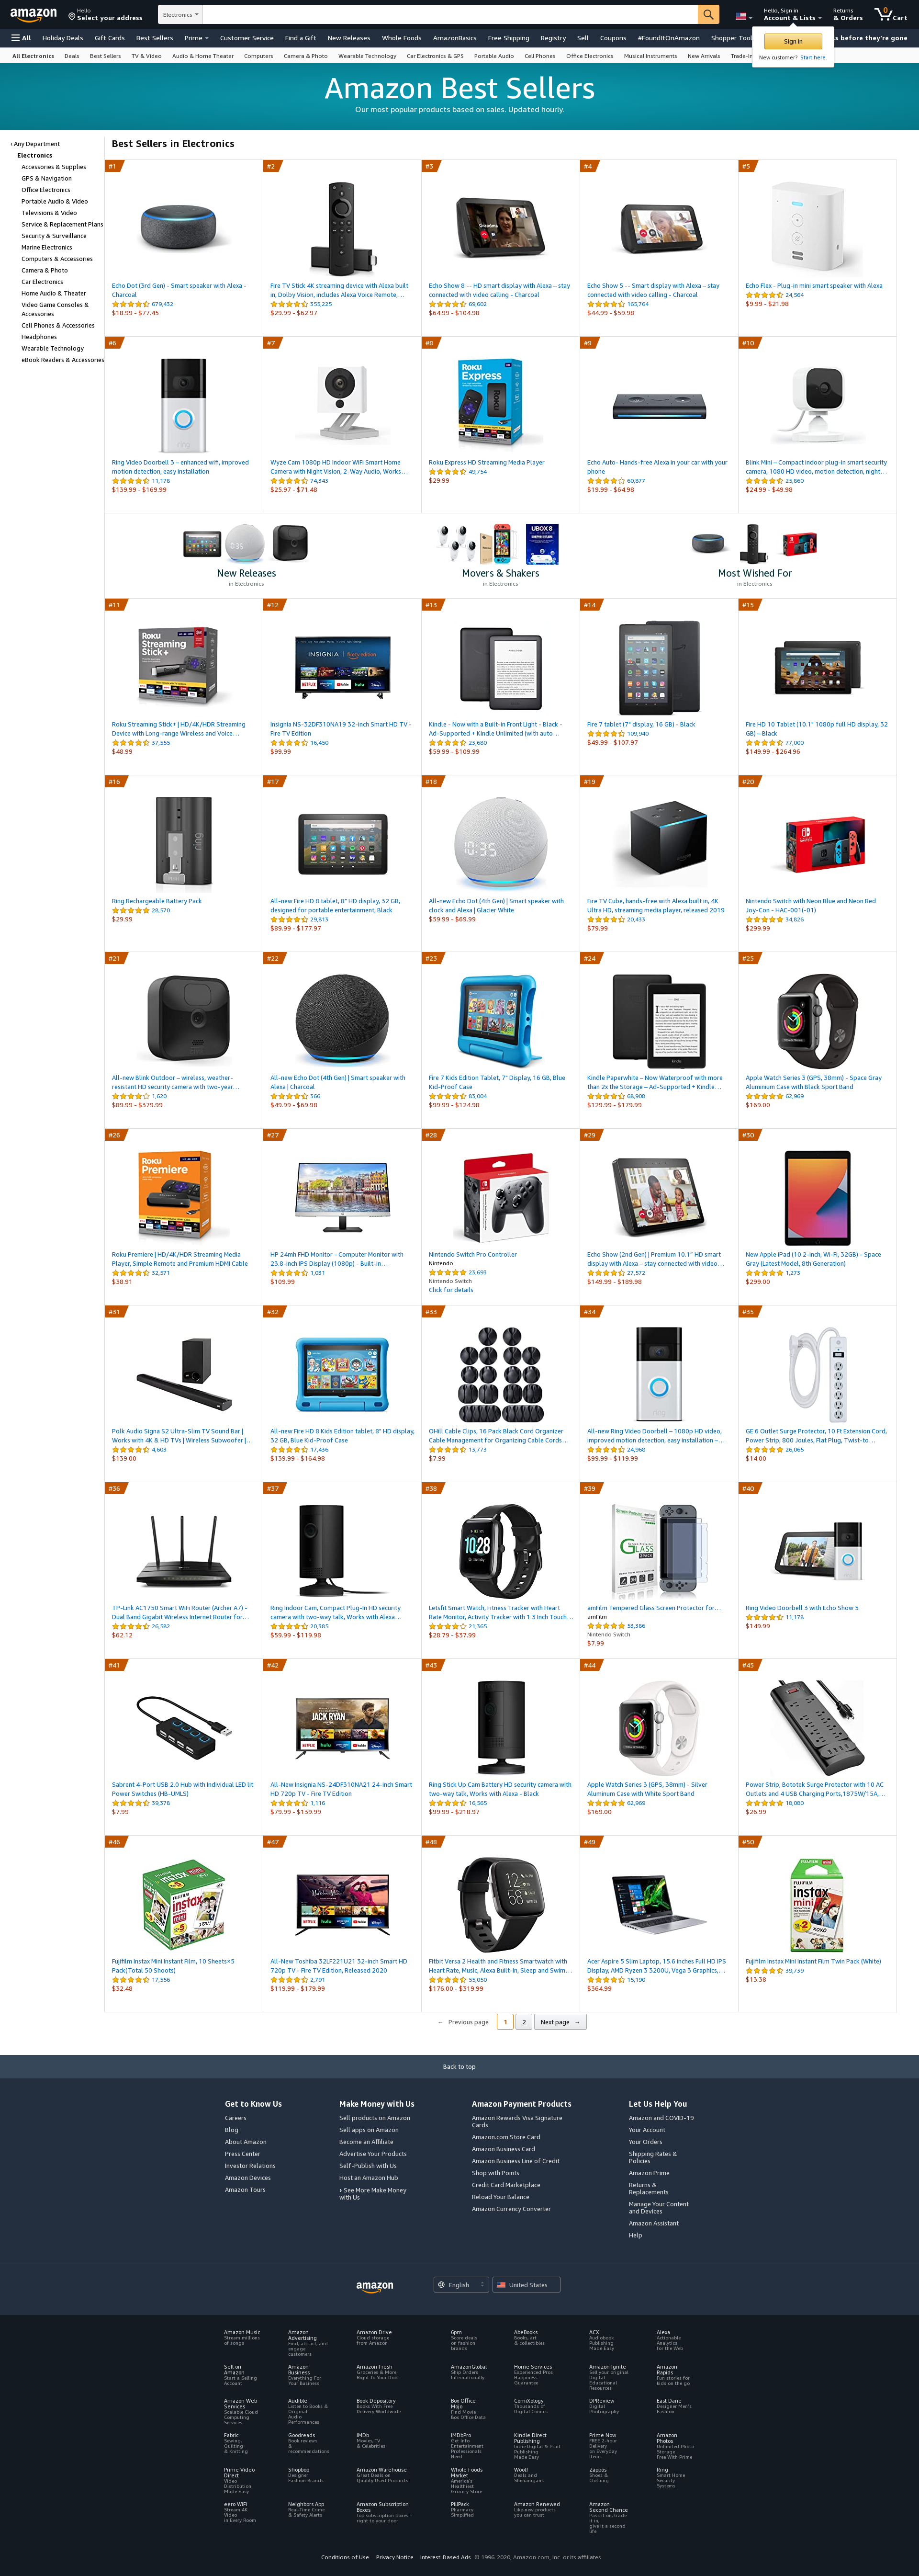 amazon
Hello
Select your address
Electronics
Hello, Sign in
Account & Lists
Returns
& Orders
0
Cart
All
Holiday Deals
Gift Cards
Best Sellers
Prime
Customer Service
Find a Gift
New Releases
Whole Foods
AmazonBasics
Free Shipping
Registry
Sell
Coupons
#FoundItOnAmazon
Shopper Tool
s before they're gone
Sign in
New customer? Start here.
All Electronics
Deals
Best Sellers
TV & Video
Audio & Home Theater
Computers
Camera & Photo
Wearable Technology
Car Electronics & GPS
Portable Audio
Cell Phones
Office Electronics
Musical Instruments
New Arrivals
Trade-In
Amazon Best Sellers
Our most popular products based on sales. Updated hourly.
‹ Any Department
Electronics
Accessories & Supplies
GPS & Navigation
Office Electronics
Portable Audio & Video
Televisions & Video
Service & Replacement Plans
Security & Surveillance
Marine Electronics
Computers & Accessories
Camera & Photo
Car Electronics
Home Audio & Theater
Video Game Consoles &
Accessories
Cell Phones & Accessories
Headphones
Wearable Technology
eBook Readers & Accessories
Best Sellers in Electronics
#1
Echo Dot (3rd Gen) - Smart speaker with Alexa -
Charcoal
679,432
$18.99 - $77.45
#2
Fire TV Stick 4K streaming device with Alexa built
in, Dolby Vision, includes Alexa Voice Remote,…
355,225
$29.99 - $62.97
#3
Echo Show 8 -- HD smart display with Alexa – stay
connected with video calling - Charcoal
69,602
$64.99 - $104.98
#4
Echo Show 5 -- Smart display with Alexa – stay
connected with video calling - Charcoal
165,764
$44.99 - $59.98
#5
Echo Flex - Plug-in mini smart speaker with Alexa
24,564
$9.99 - $21.98
#6
Ring Video Doorbell 3 – enhanced wifi, improved
motion detection, easy installation
11,178
$139.99 - $169.99
#7
Wyze Cam 1080p HD Indoor WiFi Smart Home
Camera with Night Vision, 2-Way Audio, Works…
74,343
$25.97 - $71.48
#8
Roku Express HD Streaming Media Player
49,754
$29.99
#9
Echo Auto- Hands-free Alexa in your car with your
phone
60,877
$19.99 - $64.98
#10
Blink Mini – Compact indoor plug-in smart security
camera, 1080 HD video, motion detection, night…
25,860
$24.99 - $49.98
New Releases
in Electronics
Movers & Shakers
in Electronics
Most Wished For
in Electronics
#11
Roku Streaming Stick+ | HD/4K/HDR Streaming
Device with Long-range Wireless and Voice…
37,355
$48.99
#12
Insignia NS-32DF310NA19 32-inch Smart HD TV -
Fire TV Edition
16,450
$99.99
#13
Kindle - Now with a Built-in Front Light - Black -
Ad-Supported + Kindle Unlimited (with auto…
23,680
$59.99 - $109.99
#14
Fire 7 tablet (7" display, 16 GB) - Black
109,940
$49.99 - $107.97
#15
Fire HD 10 Tablet (10.1" 1080p full HD display, 32
GB) – Black
77,000
$149.99 - $264.96
#16
Ring Rechargeable Battery Pack
28,570
$29.99
#17
All-new Fire HD 8 tablet, 8" HD display, 32 GB,
designed for portable entertainment, Black
29,813
$89.99 - $177.97
#18
All-new Echo Dot (4th Gen) | Smart speaker with
clock and Alexa | Glacier White
$59.99 - $69.99
#19
Fire TV Cube, hands-free with Alexa built in, 4K
Ultra HD, streaming media player, released 2019
20,433
$79.99
#20
Nintendo Switch with Neon Blue and Neon Red
Joy-Con - HAC-001(-01)
34,826
$299.99
#21
All-new Blink Outdoor – wireless, weather-
resistant HD security camera with two-year…
1,620
$89.99 - $379.99
#22
All-new Echo Dot (4th Gen) | Smart speaker with
Alexa | Charcoal
366
$49.99 - $69.98
#23
Fire 7 Kids Edition Tablet, 7" Display, 16 GB, Blue
Kid-Proof Case
83,004
$99.99 - $124.98
#24
Kindle Paperwhite – Now Waterproof with more
than 2x the Storage – Ad-Supported + Kindle…
68,908
$129.99 - $179.99
#25
Apple Watch Series 3 (GPS, 38mm) - Space Gray
Aluminium Case with Black Sport Band
62,969
$169.00
#26
Roku Premiere | HD/4K/HDR Streaming Media
Player, Simple Remote and Premium HDMI Cable
32,571
$38.91
#27
HP 24mh FHD Monitor - Computer Monitor with
23.8-inch IPS Display (1080p) - Built-in…
1,031
$109.99
#28
Nintendo Switch Pro Controller
Nintendo
23,693
Nintendo Switch
Click for details
#29
Echo Show (2nd Gen) | Premium 10.1” HD smart
display with Alexa – stay connected with video…
27,572
$149.99 - $189.98
#30
New Apple iPad (10.2-inch, Wi-Fi, 32GB) - Space
Gray (Latest Model, 8th Generation)
1,273
$299.00
#31
Polk Audio Signa S2 Ultra-Slim TV Sound Bar |
Works with 4K & HD TVs | Wireless Subwoofer |…
4,603
$139.00
#32
All-new Fire HD 8 Kids Edition tablet, 8" HD display,
32 GB, Blue Kid-Proof Case
17,436
$139.99 - $164.98
#33
OHill Cable Clips, 16 Pack Black Cord Organizer
Cable Management for Organizing Cable Cords…
13,773
$7.99
#34
All-new Ring Video Doorbell – 1080p HD video,
improved motion detection, easy installation –…
24,968
$99.99 - $119.99
#35
GE 6 Outlet Surge Protector, 10 Ft Extension Cord,
Power Strip, 800 Joules, Flat Plug, Twist-to…
26,065
$14.00
#36
TP-Link AC1750 Smart WiFi Router (Archer A7) -
Dual Band Gigabit Wireless Internet Router for…
26,582
$62.12
#37
Ring Indoor Cam, Compact Plug-In HD security
camera with two-way talk, Works with Alexa…
20,385
$59.99 - $119.98
#38
Letsfit Smart Watch, Fitness Tracker with Heart
Rate Monitor, Activity Tracker with 1.3 Inch Touch…
21,365
$28.79 - $37.99
#39
amFilm Tempered Glass Screen Protector for…
amFilm
53,386
Nintendo Switch
$7.99
#40
Ring Video Doorbell 3 with Echo Show 5
11,178
$149.99
#41
Sabrent 4-Port USB 2.0 Hub with Individual LED lit
Power Switches (HB-UMLS)
39,378
$7.99
#42
All-New Insignia NS-24DF310NA21 24-inch Smart
HD 720p TV - Fire TV Edition
1,116
$79.99 - $139.99
#43
Ring Stick Up Cam Battery HD security camera with
two-way talk, Works with Alexa - Black
16,565
$99.99 - $218.97
#44
Apple Watch Series 3 (GPS, 38mm) - Silver
Aluminum Case with White Sport Band
62,969
$169.00
#45
Power Strip, Bototek Surge Protector with 10 AC
Outlets and 4 USB Charging Ports,1875W/15A,…
18,080
$26.99
#46
Fujifilm Instax Mini Instant Film, 10 Sheets×5
Pack(Total 50 Shoots)
17,556
$32.48
#47
All-New Toshiba 32LF221U21 32-inch Smart HD
720p TV - Fire TV Edition, Released 2020
2,791
$119.99 - $179.99
#48
Fitbit Versa 2 Health and Fitness Smartwatch with
Heart Rate, Music, Alexa Built-In, Sleep and Swim…
55,050
$176.00 - $319.99
#49
Acer Aspire 5 Slim Laptop, 15.6 inches Full HD IPS
Display, AMD Ryzen 3 3200U, Vega 3 Graphics,…
15,190
$364.99
#50
Fujifilm Instax Mini Instant Film Twin Pack (White)
39,739
$13.38
← Previous page
1
2
Next page →
Back to top
Get to Know Us
Careers
Blog
About Amazon
Press Center
Investor Relations
Amazon Devices
Amazon Tours
Make Money with Us
Sell products on Amazon
Sell apps on Amazon
Become an Affiliate
Advertise Your Products
Self-Publish with Us
Host an Amazon Hub
› See More Make Money
with Us
Amazon Payment Products
Amazon Rewards Visa Signature
Cards
Amazon.com Store Card
Amazon Business Card
Amazon Business Line of Credit
Shop with Points
Credit Card Marketplace
Reload Your Balance
Amazon Currency Converter
Let Us Help You
Amazon and COVID-19
Your Account
Your Orders
Shipping Rates &
Policies
Amazon Prime
Returns &
Replacements
Manage Your Content
and Devices
Amazon Assistant
Help
amazon
English
United States
Amazon Music
Stream millions
of songs
Amazon
Advertising
Find, attract, and
engage
customers
Amazon Drive
Cloud storage
from Amazon
6pm
Score deals
on fashion
brands
AbeBooks
Books, art
& collectibles
ACX
Audiobook
Publishing
Made Easy
Alexa
Actionable
Analytics
for the Web
Sell on
Amazon
Start a Selling
Account
Amazon
Business
Everything For
Your Business
Amazon Fresh
Groceries & More
Right To Your Door
AmazonGlobal
Ship Orders
Internationally
Home Services
Experienced Pros
Happiness
Guarantee
Amazon Ignite
Sell your original
Digital
Educational
Resources
Amazon
Rapids
Fun stories for
kids on the go
Amazon Web
Services
Scalable Cloud
Computing
Services
Audible
Listen to Books &
Original
Audio
Performances
Book Depository
Books With Free
Delivery Worldwide
Box Office
Mojo
Find Movie
Box Office Data
ComiXology
Thousands of
Digital Comics
DPReview
Digital
Photography
East Dane
Designer Men's
Fashion
Fabric
Sewing,
Quilting
& Knitting
Goodreads
Book reviews
&
recommendations
IMDb
Movies, TV
& Celebrities
IMDbPro
Get Info
Entertainment
Professionals
Need
Kindle Direct
Publishing
Indie Digital & Print
Publishing
Made Easy
Prime Now
FREE 2-hour
Delivery
on Everyday
Items
Amazon
Photos
Unlimited Photo
Storage
Free With Prime
Prime Video
Direct
Video
Distribution
Made Easy
Shopbop
Designer
Fashion Brands
Amazon Warehouse
Great Deals on
Quality Used Products
Whole Foods
Market
America's
Healthiest
Grocery Store
Woot!
Deals and
Shenanigans
Zappos
Shoes &
Clothing
Ring
Smart Home
Security
Systems
eero WiFi
Stream 4K
Video
in Every Room
Neighbors App
Real-Time Crime
& Safety Alerts
Amazon Subscription
Boxes
Top subscription boxes –
right to your door
PillPack
Pharmacy
Simplified
Amazon Renewed
Like-new products
you can trust
Amazon
Second Chance
Pass it on, trade
it in,
give it a second
life
Conditions of Use
Privacy Notice
Interest-Based Ads
© 1996-2020, Amazon.com, Inc. or its affiliates